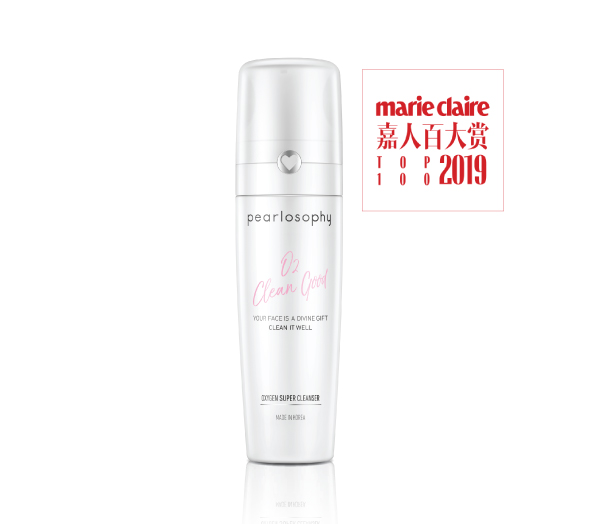 pearlosophy
O2
Clean Good
YOUR FACE IS A DIVINE GIFT
CLEAN IT WELL
OXYGEN SUPER CLEANSER
MADE IN KOREA
marie claire
嘉人百大赏
TOP
100 2019